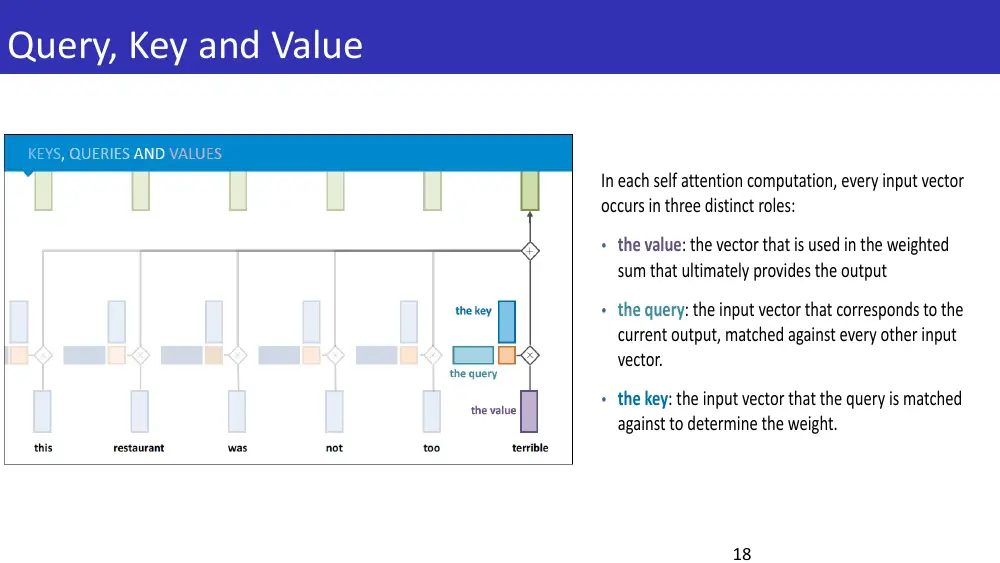 Query, Key and Value
KEYS, QUERIES AND VALUES
the key
the query
the value
this restaurant was not too terrible
In each self attention computation, every input vector
occurs in three distinct roles:
• the value: the vector that is used in the weighted
sum that ultimately provides the output
• the query: the input vector that corresponds to the
current output, matched against every other input
vector.
• the key: the input vector that the query is matched
against to determine the weight.
18